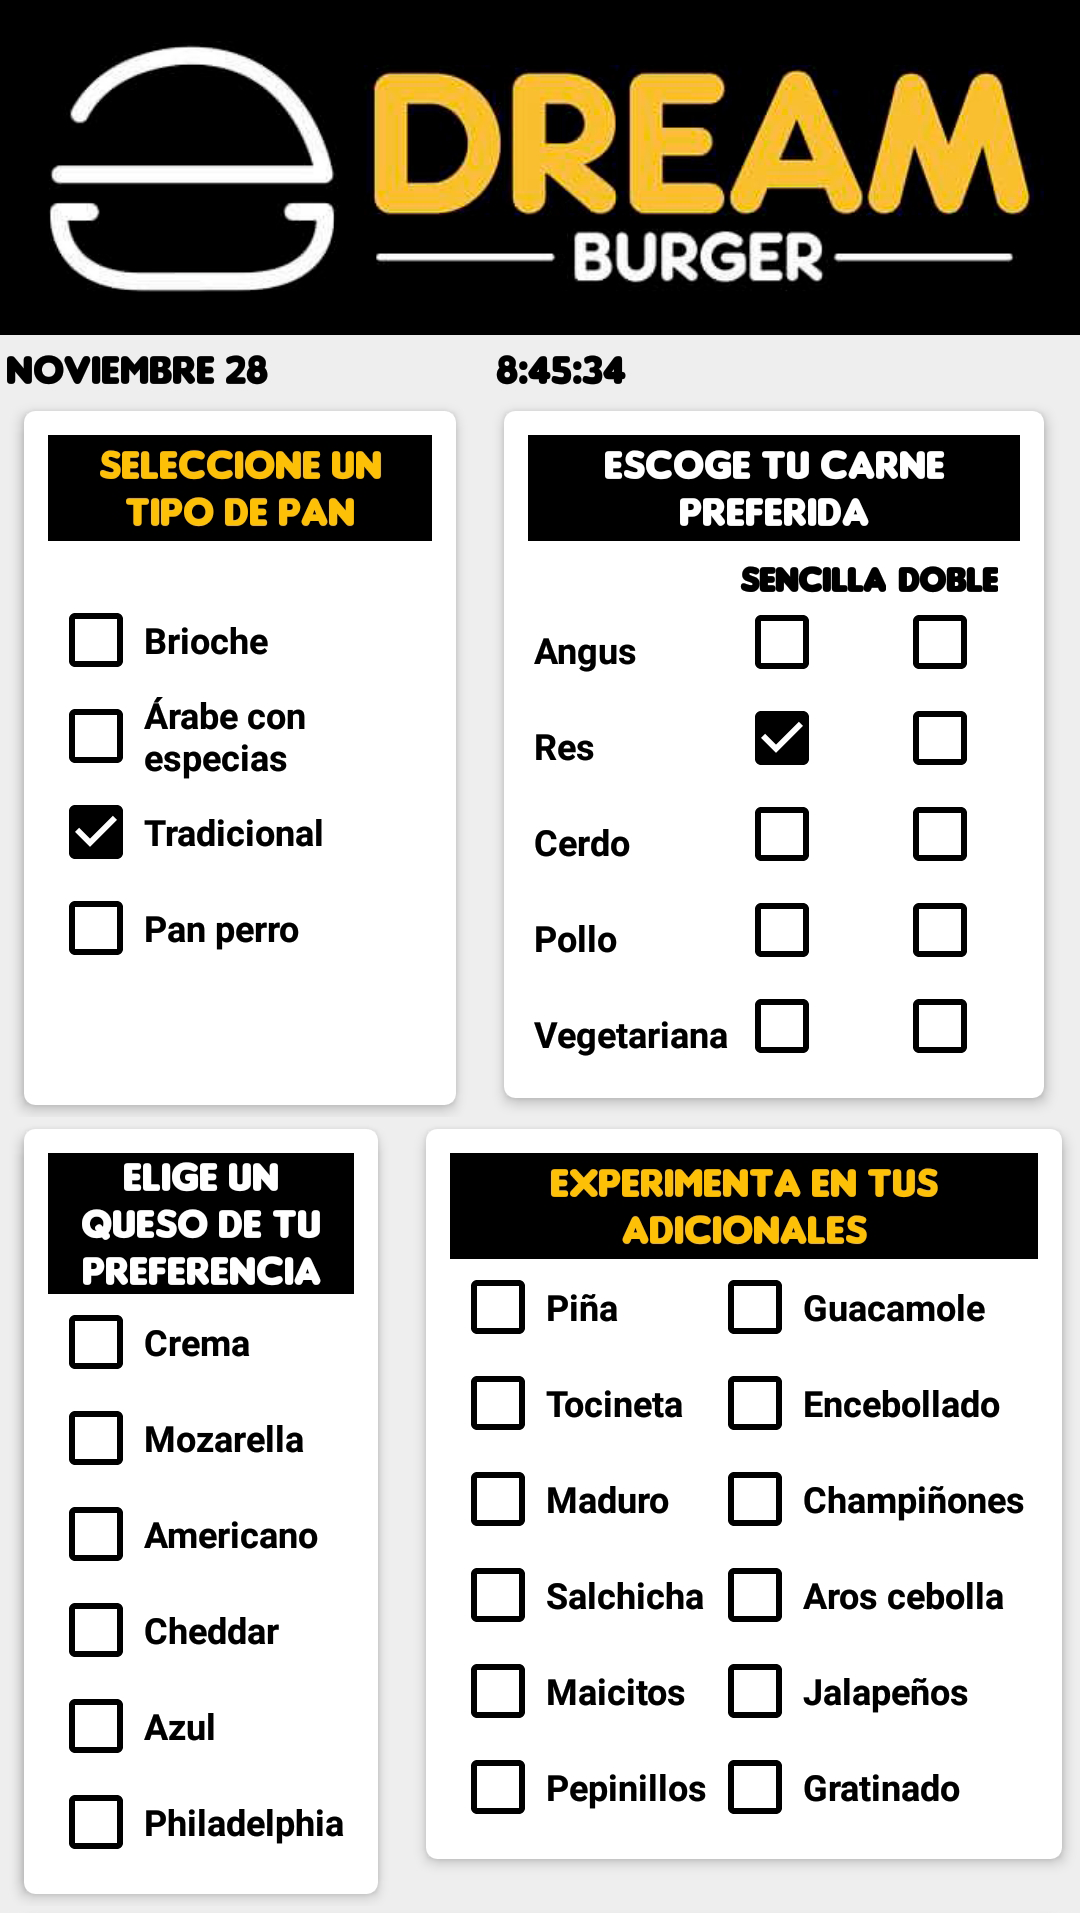 DREAM
BURGER
NOVIEMBRE 28
8:45:34
SELECCIONE UN
TIPO DE PAN
Brioche
Árabe con
especias
Tradicional
Pan perro
ESCOGE TU CARNE
PREFERIDA
SENCILLA DOBLE
Angus
Res
Cerdo
Pollo
Vegetariana
ELIGE UN
QUESO DE TU
PREFERENCIA
Crema
Mozarella
Americano
Cheddar
Azul
Philadelphia
EXPERIMENTA EN TUS
ADICIONALES
Piña
Guacamole
Tocineta
Encebollado
Maduro
Champiñones
Salchicha
Aros cebolla
Maicitos
Jalapeños
Pepinillos
Gratinado